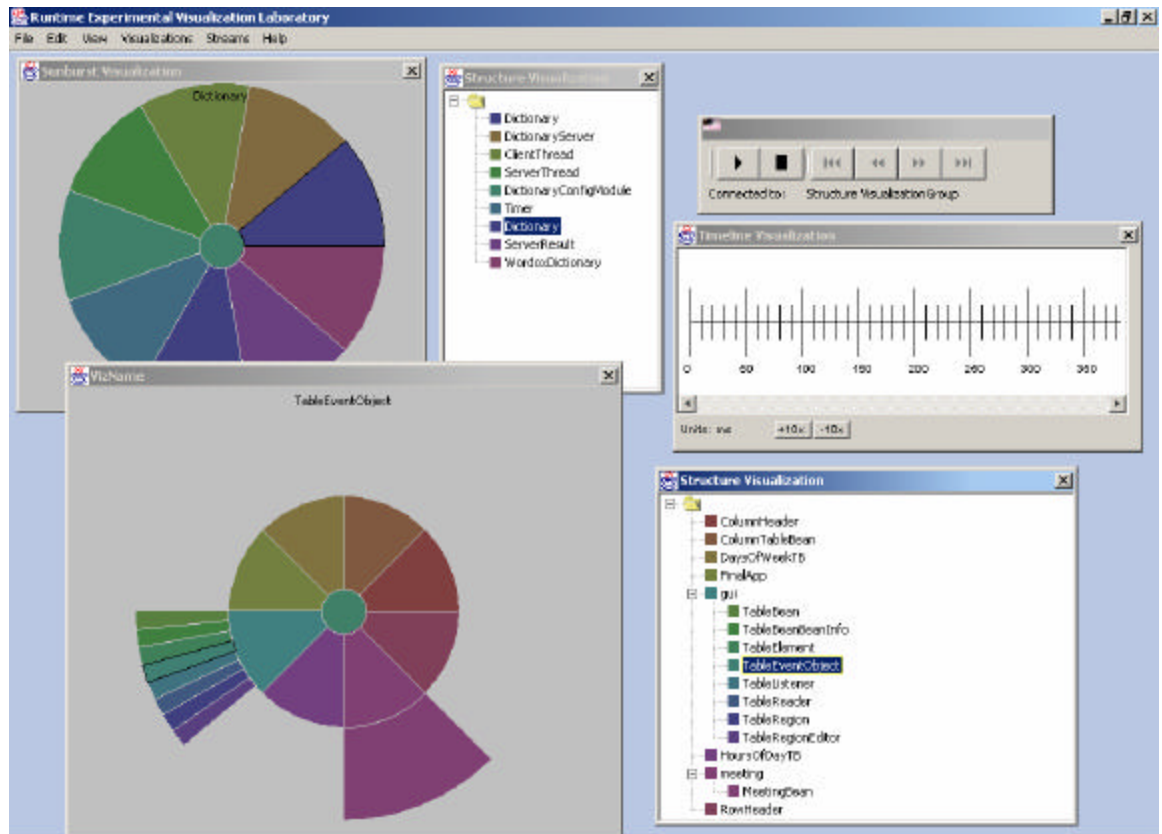 Runtime Experimental Visualization Laboratory
File Edit View Visualizations Streams Help
Sunburst Visualization
Dictionary
Structure Visualization
Dictionary
DictionaryServer
ClientThread
ServerThread
DictionaryConfigModule
Timer
Dictionary
ServerResult
WordoxDictionary
Connected to: Structure Visualization Group
Timeline Visualization
0 50 100 150 200 250 300 350
Units: ms +10x -10x
VizName
TableEventObject
Structure Visualization
ColumnHeader
ColumnTableBean
DaysOfWeekTB
FinalApp
gui
TableBean
TableBeanBeanInfo
TableElement
TableEventObject
TableListener
TableReader
TableRegion
TableRegionEditor
HoursOfDayTB
meeting
MeetingBean
RowHeader